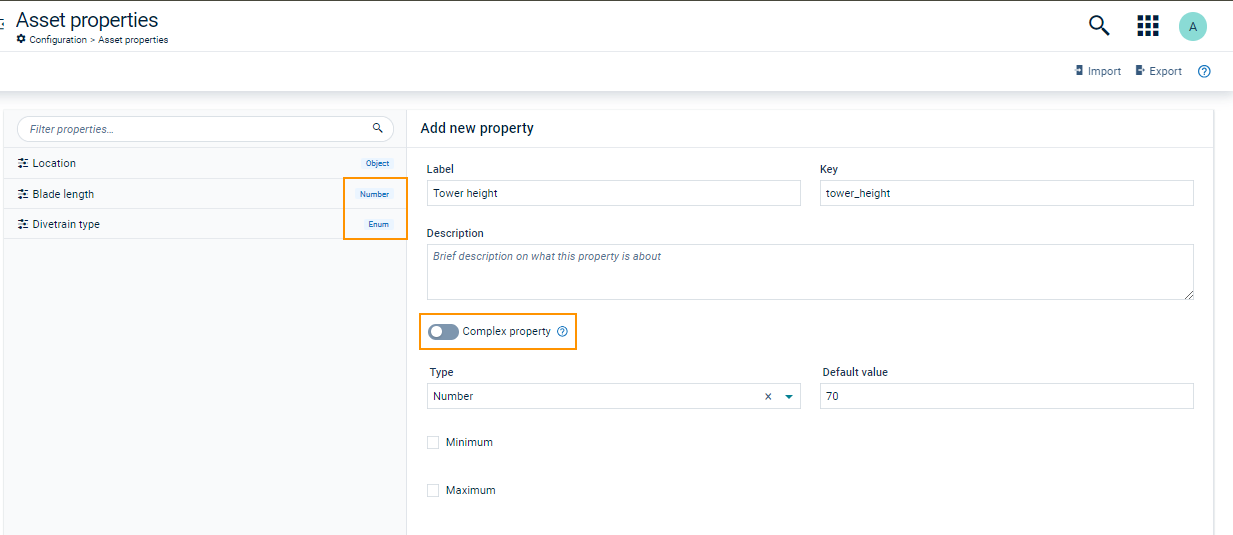 Asset properties
Configuration > Asset properties
A
Import
Export
Filter properties...
Location
Object
Blade length
Number
Divetrain type
Enum
Add new property
Label
Key
Tower height
tower_height
Description
Brief description on what this property is about
Complex property
Type
Default value
Number
70
Minimum
Maximum